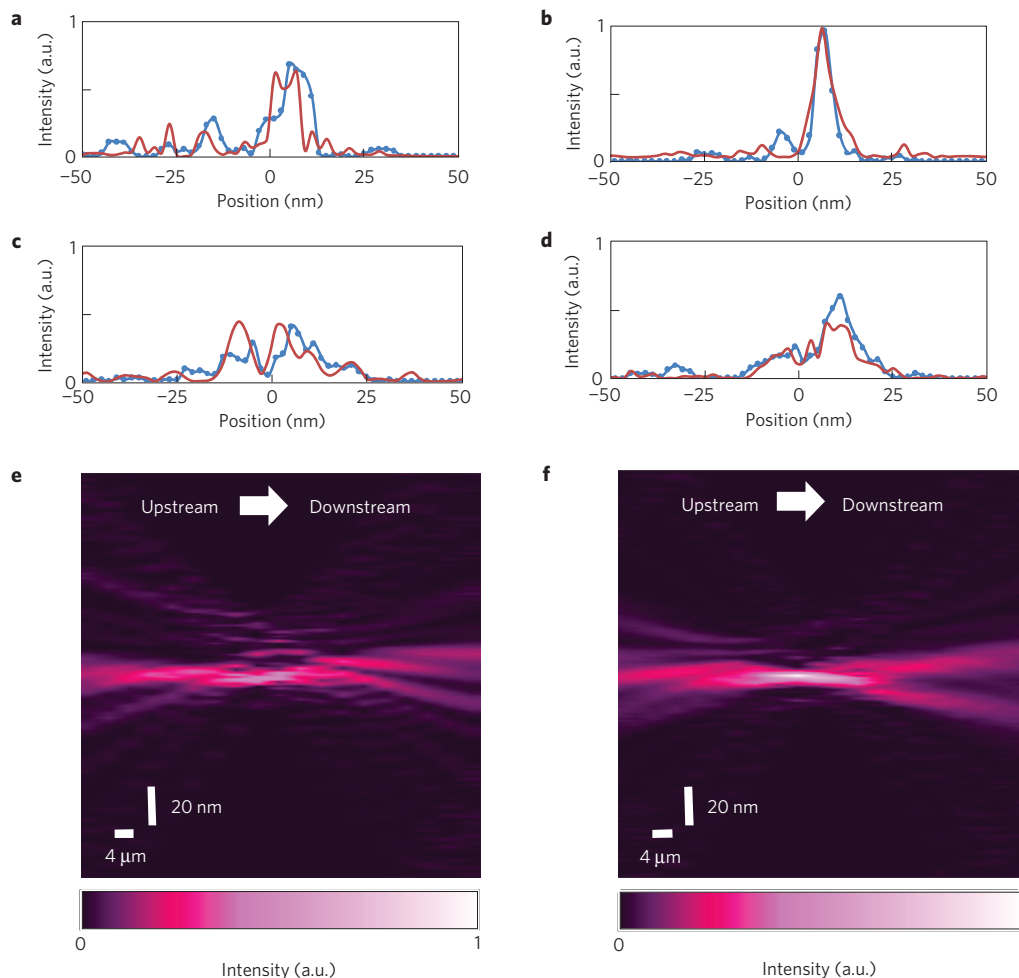 a
1
Intensity (a.u.)
0
−50 −25 0 25 50
Position (nm)
b
1
Intensity (a.u.)
0
−50 −25 0 25 50
Position (nm)
c
1
Intensity (a.u.)
0
−50 −25 0 25 50
Position (nm)
d
1
Intensity (a.u.)
0
−50 −25 0 25 50
Position (nm)
e
Upstream Downstream
20 nm
4 μm
0 1
Intensity (a.u.)
f
Upstream Downstream
20 nm
4 μm
0
Intensity (a.u.)